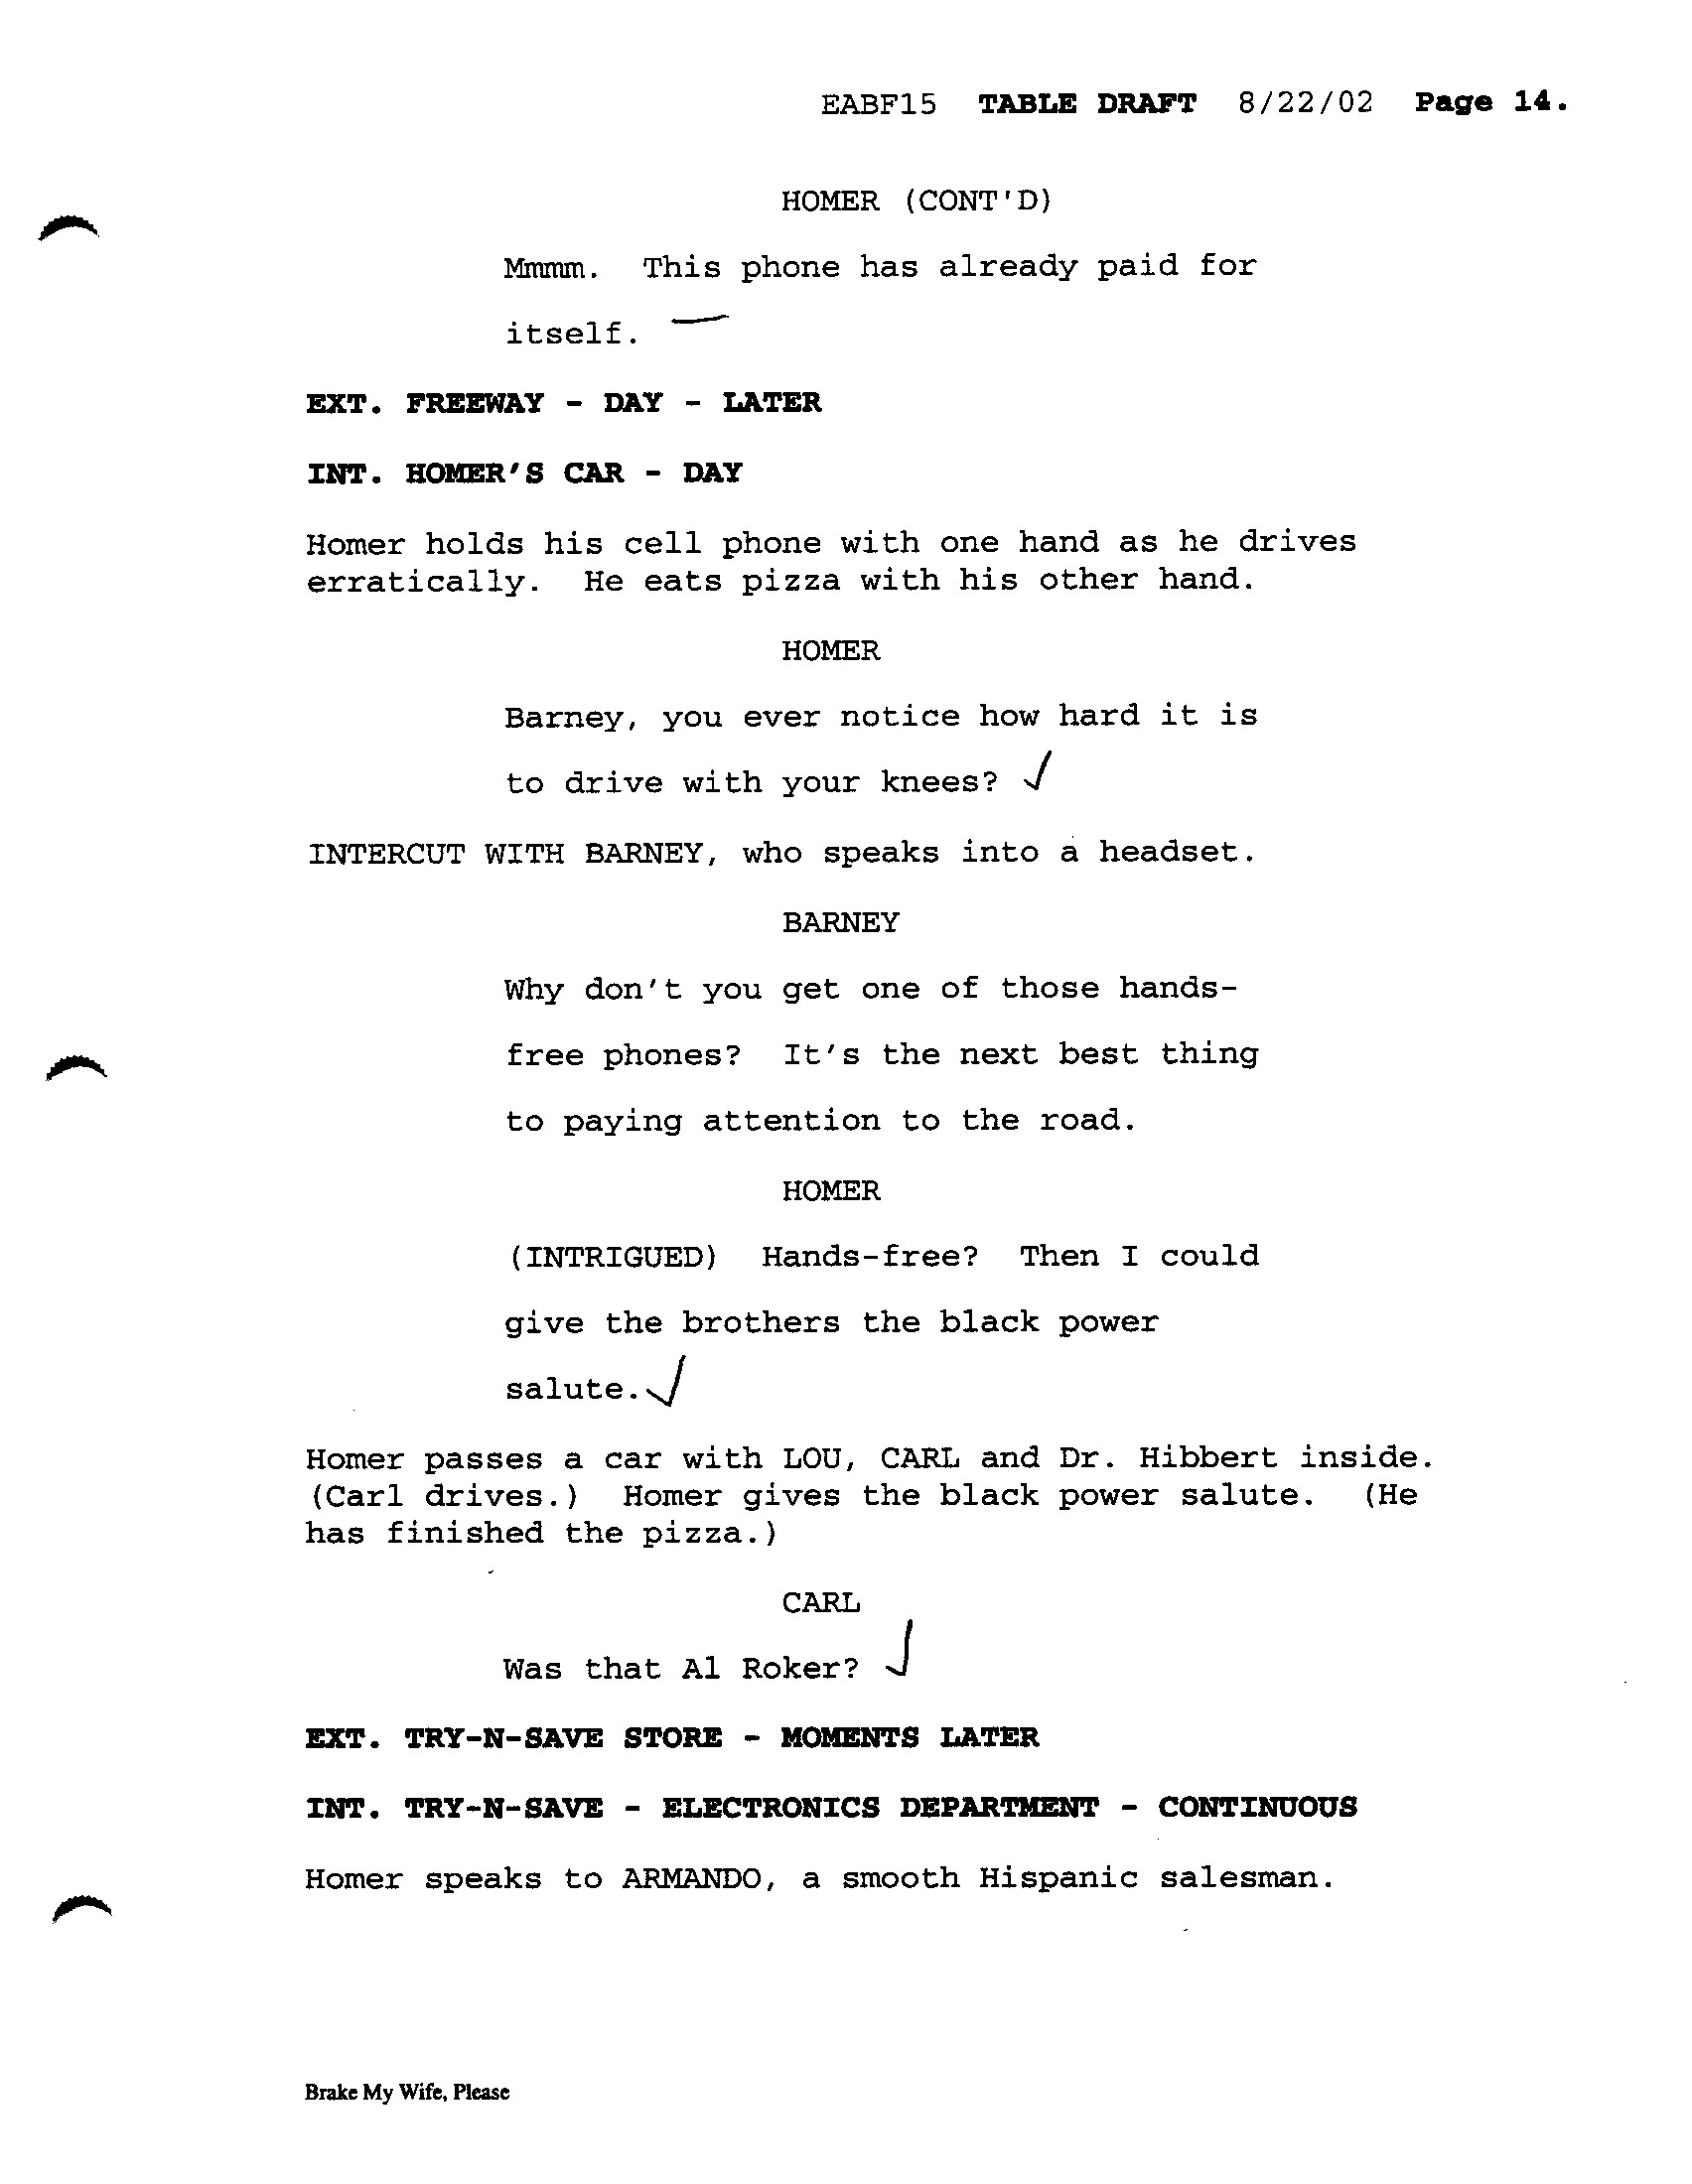 EABF15 TABLE DRAFT 8/22/02 Page 14.
HOMER (CONT'D)
Mmmm. This phone has already paid for
itself.
EXT. FREEWAY - DAY - LATER
INT. HOMER'S CAR - DAY
Homer holds his cell phone with one hand as he drives
erratically. He eats pizza with his other hand.
HOMER
Barney, you ever notice how hard it is
to drive with your knees?
INTERCUT WITH BARNEY, who speaks into a headset.
BARNEY
Why don't you get one of those hands-
free phones? It's the next best thing
to paying attention to the road.
HOMER
(INTRIGUED) Hands-free? Then I could
give the brothers the black power
salute.
Homer passes a car with LOU, CARL and Dr. Hibbert inside.
(Carl drives.) Homer gives the black power salute. (He
has finished the pizza.)
CARL
Was that Al Roker?
EXT. TRY-N-SAVE STORE - MOMENTS LATER
INT. TRY-N-SAVE - ELECTRONICS DEPARTMENT - CONTINUOUS
Homer speaks to ARMANDO, a smooth Hispanic salesman.
Brake My Wife, Please